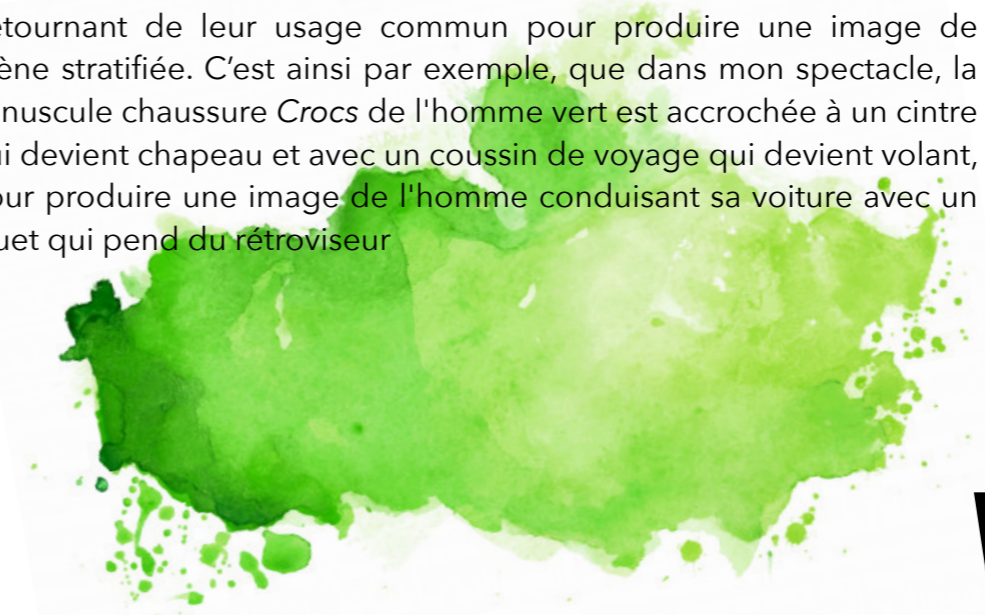 étournant de leur usage commun pour produire une image de
ène stratifiée. C’est ainsi par exemple, que dans mon spectacle, la
nuscule chaussure Crocs de l'homme vert est accrochée à un cintre
ui devient chapeau et avec un coussin de voyage qui devient volant,
our produire une image de l'homme conduisant sa voiture avec un
uet qui pend du rétroviseur